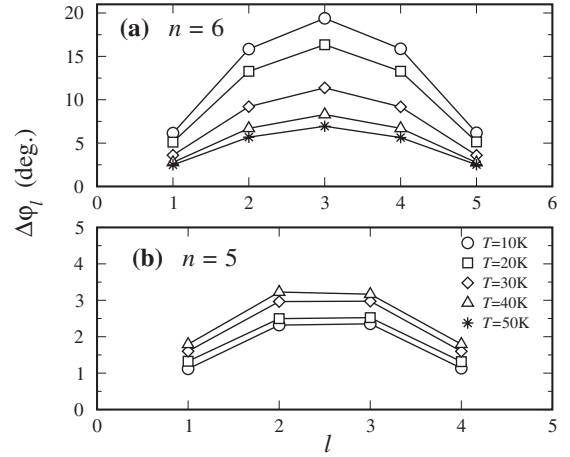 20
15
10
5
0
(a) n = 6
0 1 2 3 4 5 6
Δφl (deg.)
5
4
3
2
1
0
(b) n = 5
T=10K
T=20K
T=30K
T=40K
T=50K
0 1 2 3 4 5
l